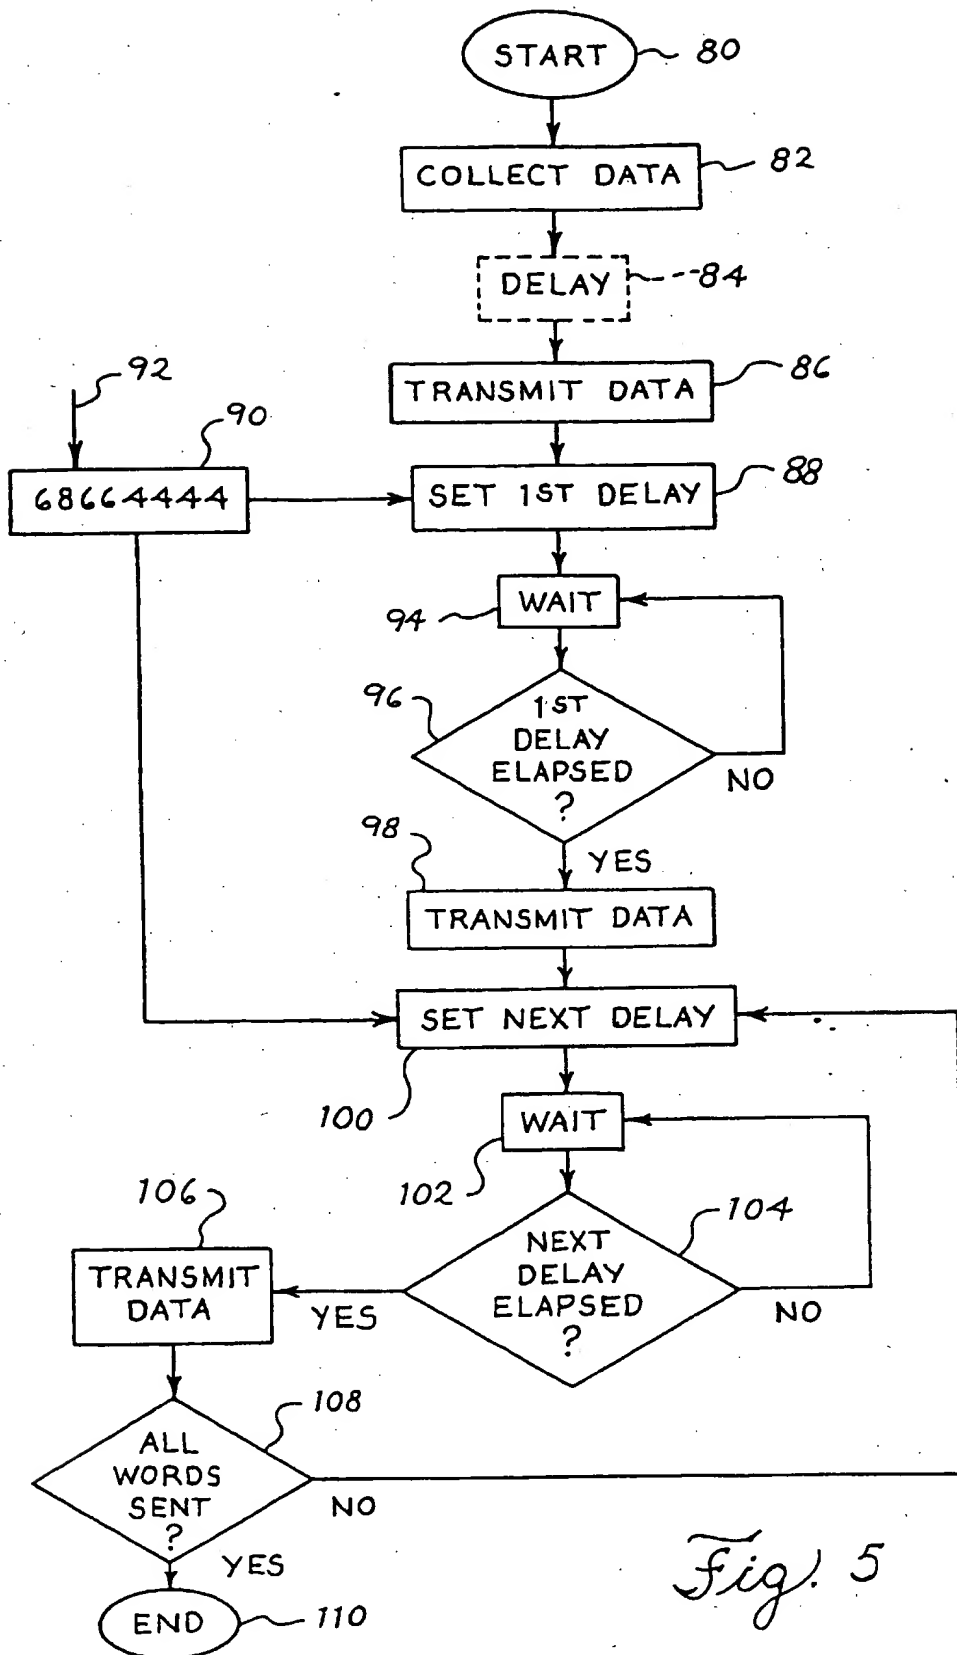 START
80
COLLECT DATA
82
DELAY
84
TRANSMIT DATA
86
92
90
68664444
SET 1ST DELAY
88
WAIT
94
96
1ST
DELAY
ELAPSED
?
NO
98
YES
TRANSMIT DATA
SET NEXT DELAY
100
WAIT
102
104
NEXT
DELAY
ELAPSED
?
NO
YES
106
TRANSMIT
DATA
108
ALL
WORDS
SENT
?
NO
YES
END
110
Fig. 5